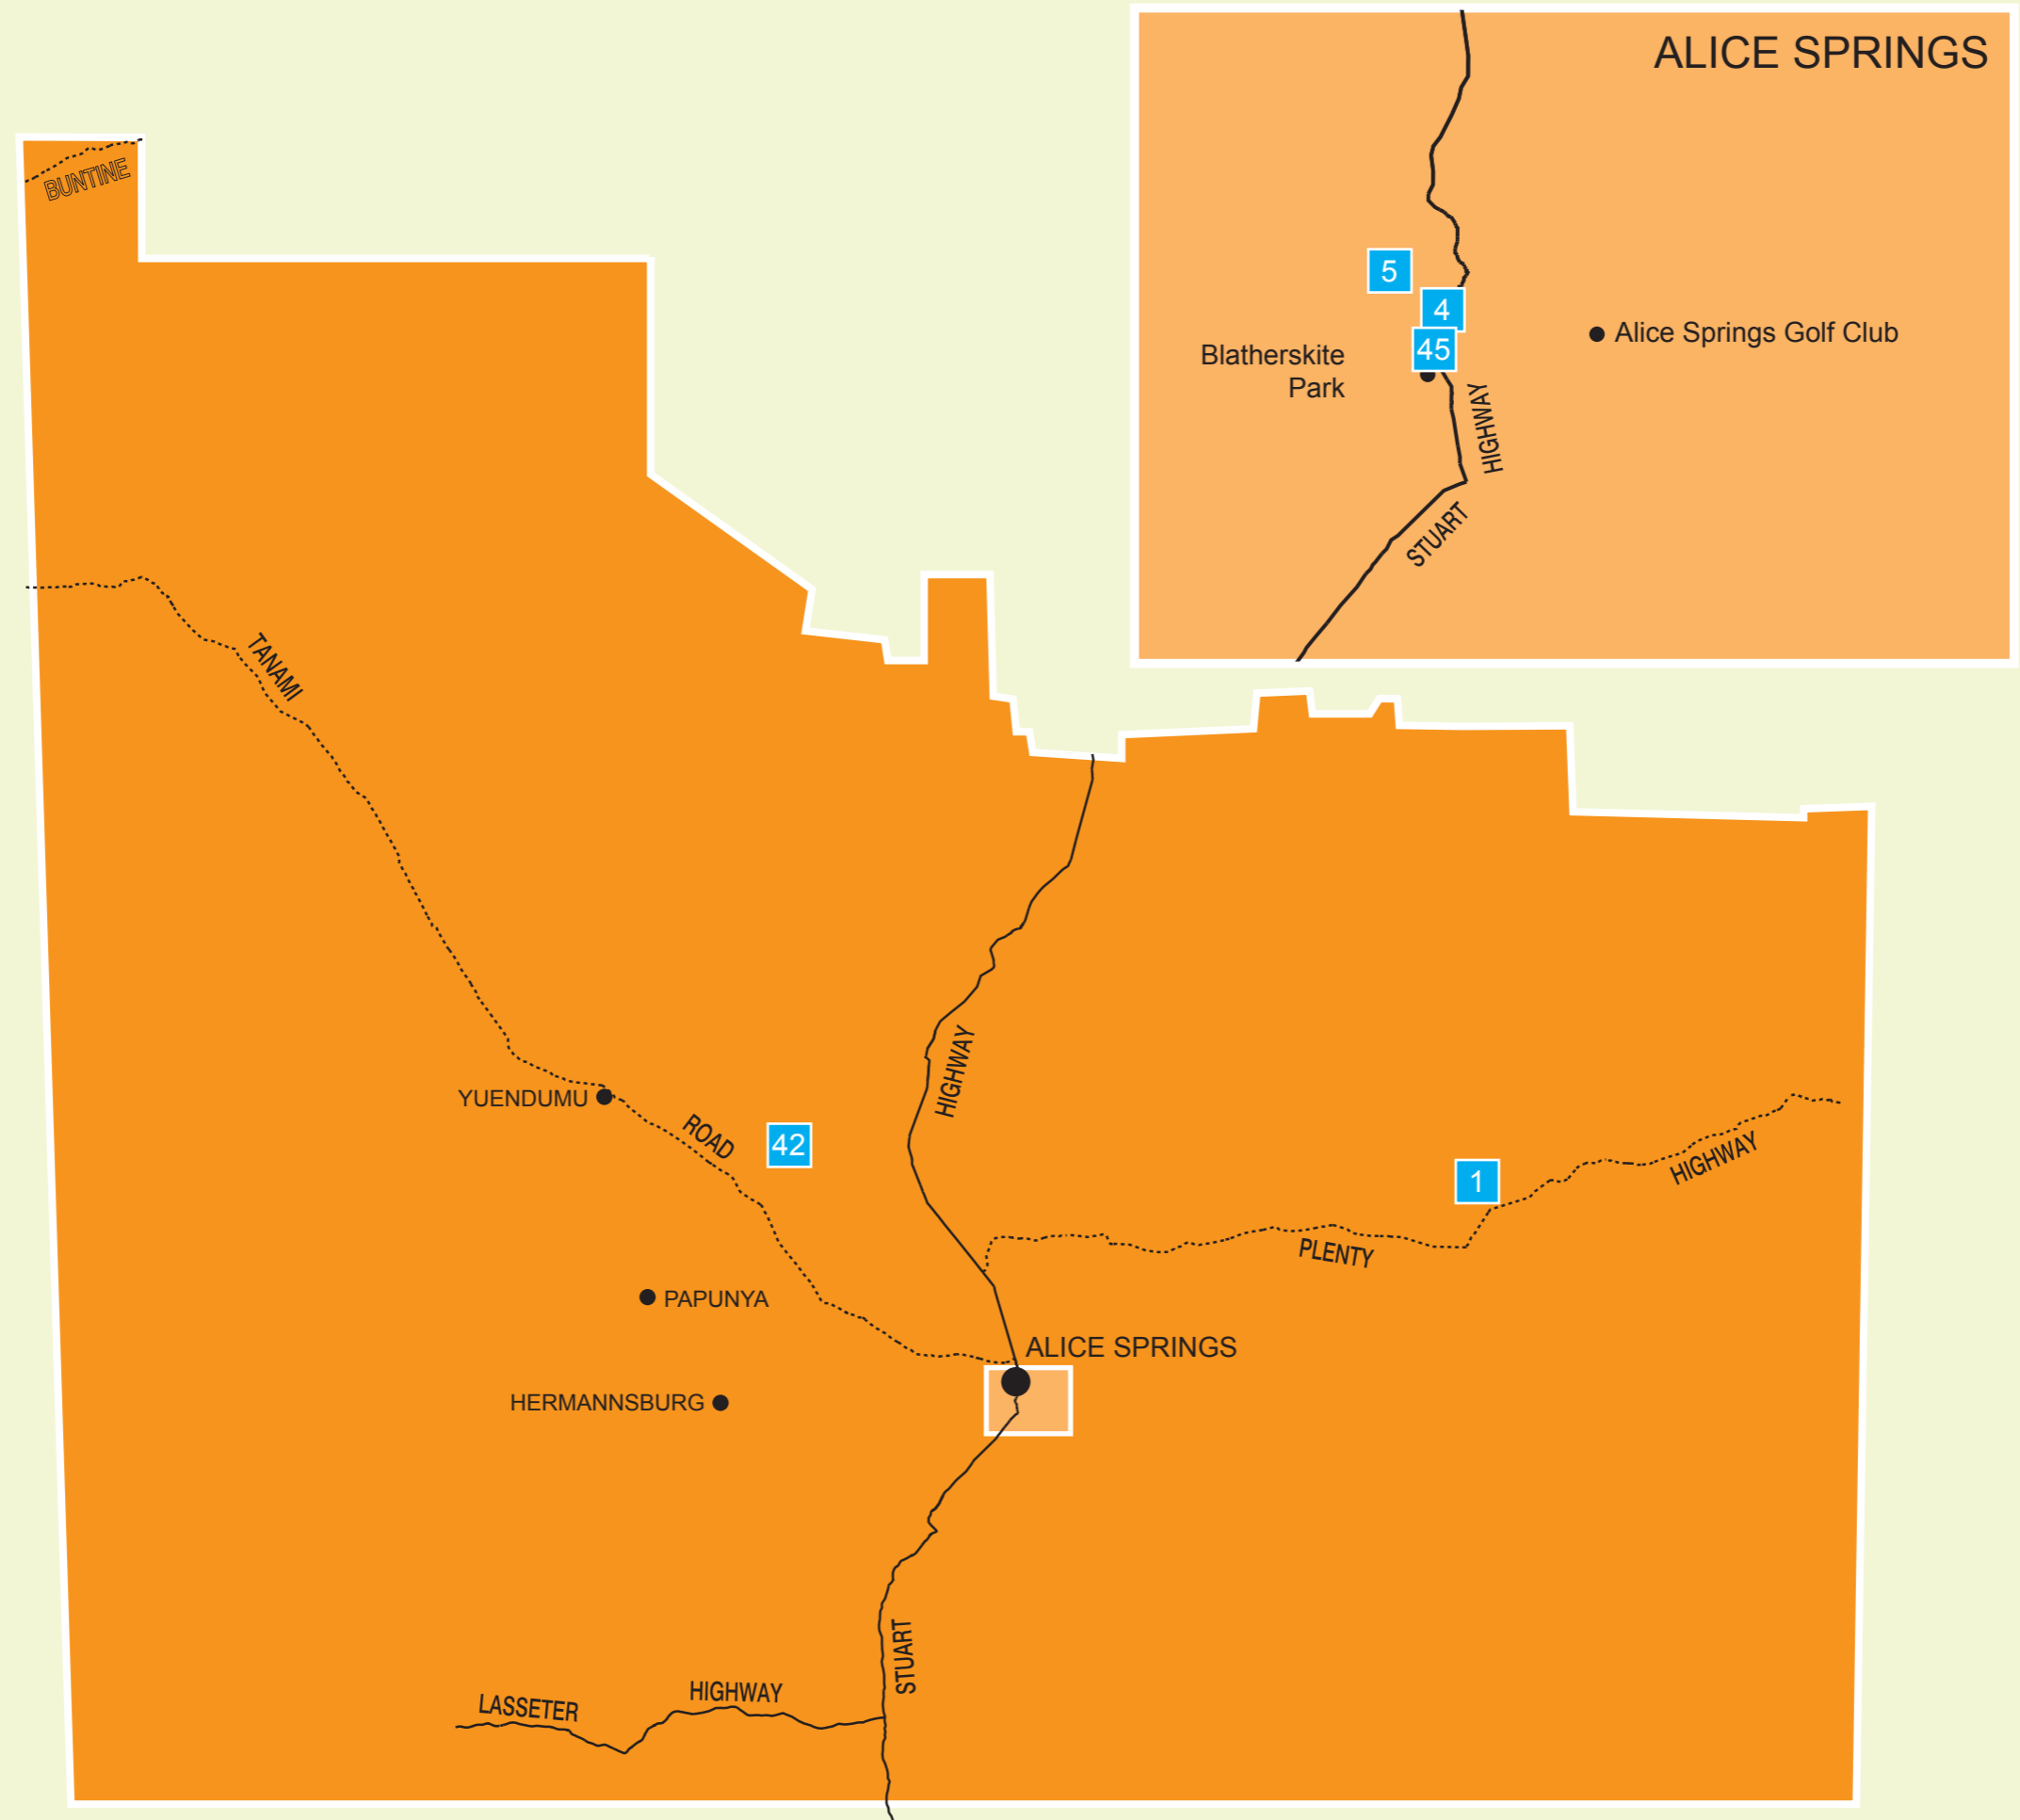 ALICE SPRINGS
BUNTINE
5
4
45
Blatherskite
Park
Alice Springs Golf Club
HIGHWAY
STUART
TANAMI
HIGHWAY
YUENDUMU
ROAD
42
1
HIGHWAY
PLENTY
PAPUNYA
ALICE SPRINGS
HERMANNSBURG
STUART
LASSETER
HIGHWAY